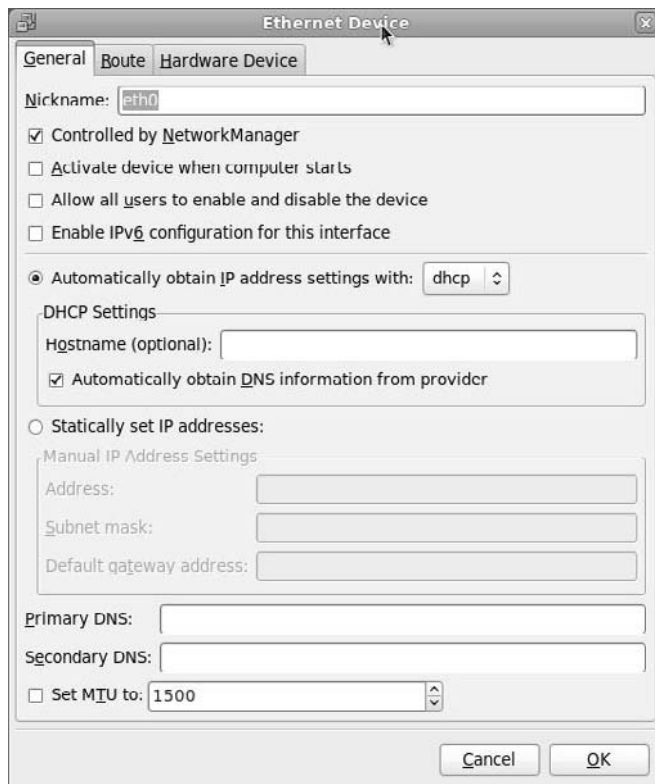 Ethernet Device
General Route Hardware Device
Nickname: eth0
Controlled by NetworkManager
Activate device when computer starts
Allow all users to enable and disable the device
Enable IPv6 configuration for this interface
Automatically obtain IP address settings with: dhcp
DHCP Settings
Hostname (optional):
Automatically obtain DNS information from provider
Statically set IP addresses:
Manual IP Address Settings
Address:
Subnet mask:
Default gateway address:
Primary DNS:
Secondary DNS:
Set MTU to: 1500
Cancel OK